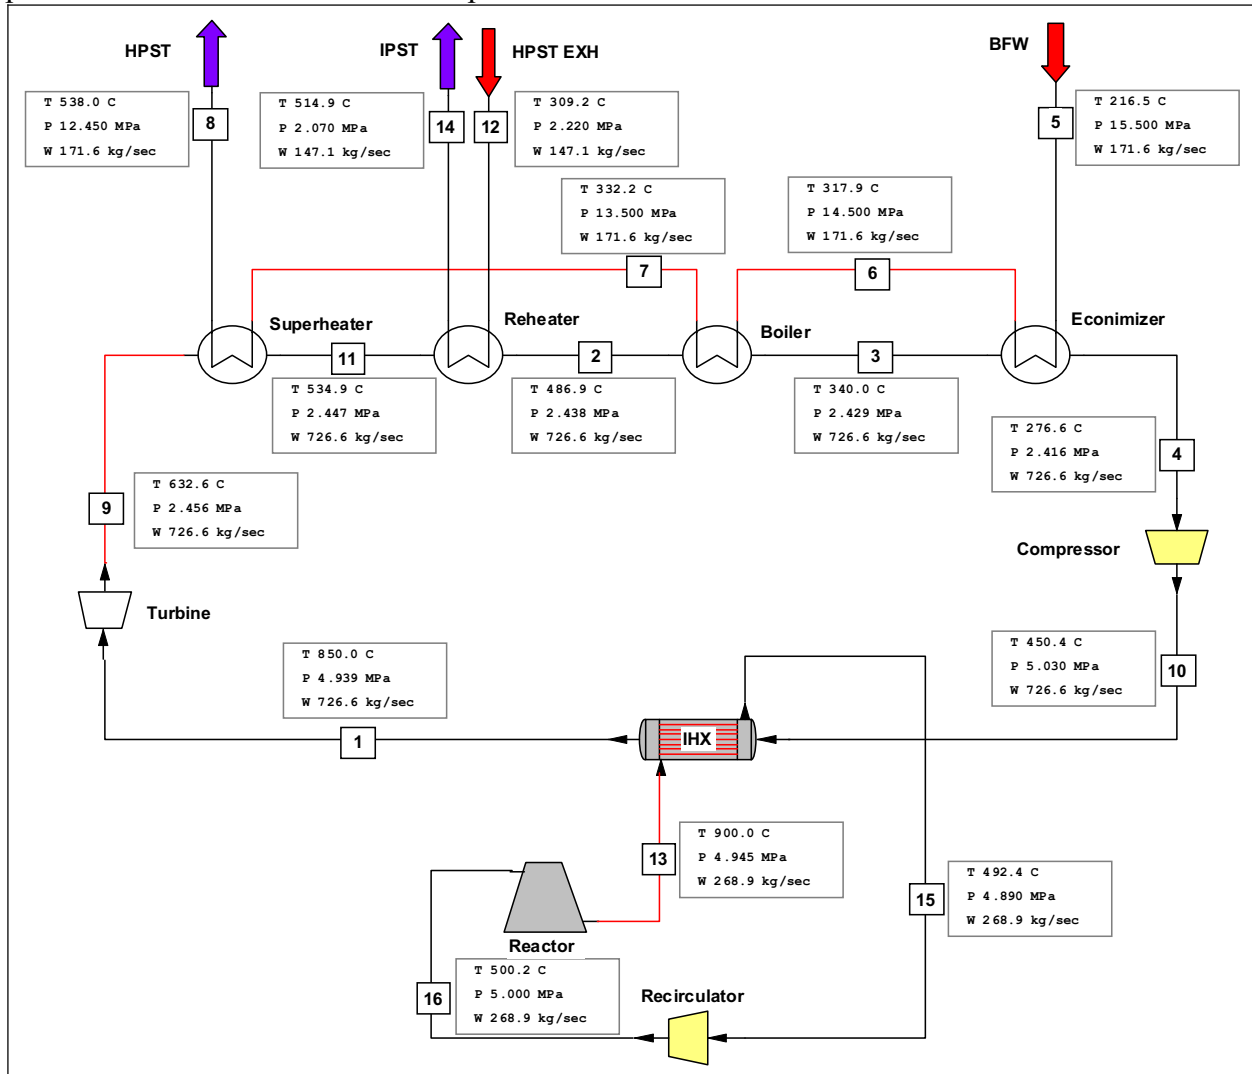 HPST
IPST
HPST EXH
BFW
T 538.0 C
P 12.450 MPa
W 171.6 kg/sec
8
T 514.9 C
P 2.070 MPa
W 147.1 kg/sec
14
12
T 309.2 C
P 2.220 MPa
W 147.1 kg/sec
5
T 216.5 C
P 15.500 MPa
W 171.6 kg/sec
T 332.2 C
P 13.500 MPa
W 171.6 kg/sec
T 317.9 C
P 14.500 MPa
W 171.6 kg/sec
7
6
Superheater
Reheater
Boiler
Econimizer
11
2
3
T 534.9 C
P 2.447 MPa
W 726.6 kg/sec
T 486.9 C
P 2.438 MPa
W 726.6 kg/sec
T 340.0 C
P 2.429 MPa
W 726.6 kg/sec
T 276.6 C
P 2.416 MPa
W 726.6 kg/sec
4
9
T 632.6 C
P 2.456 MPa
W 726.6 kg/sec
Compressor
Turbine
T 850.0 C
P 4.939 MPa
W 726.6 kg/sec
T 450.4 C
P 5.030 MPa
W 726.6 kg/sec
10
1
IHX
13
T 900.0 C
P 4.945 MPa
W 268.9 kg/sec
15
T 492.4 C
P 4.890 MPa
W 268.9 kg/sec
Reactor
16
T 500.2 C
P 5.000 MPa
W 268.9 kg/sec
Recirculator